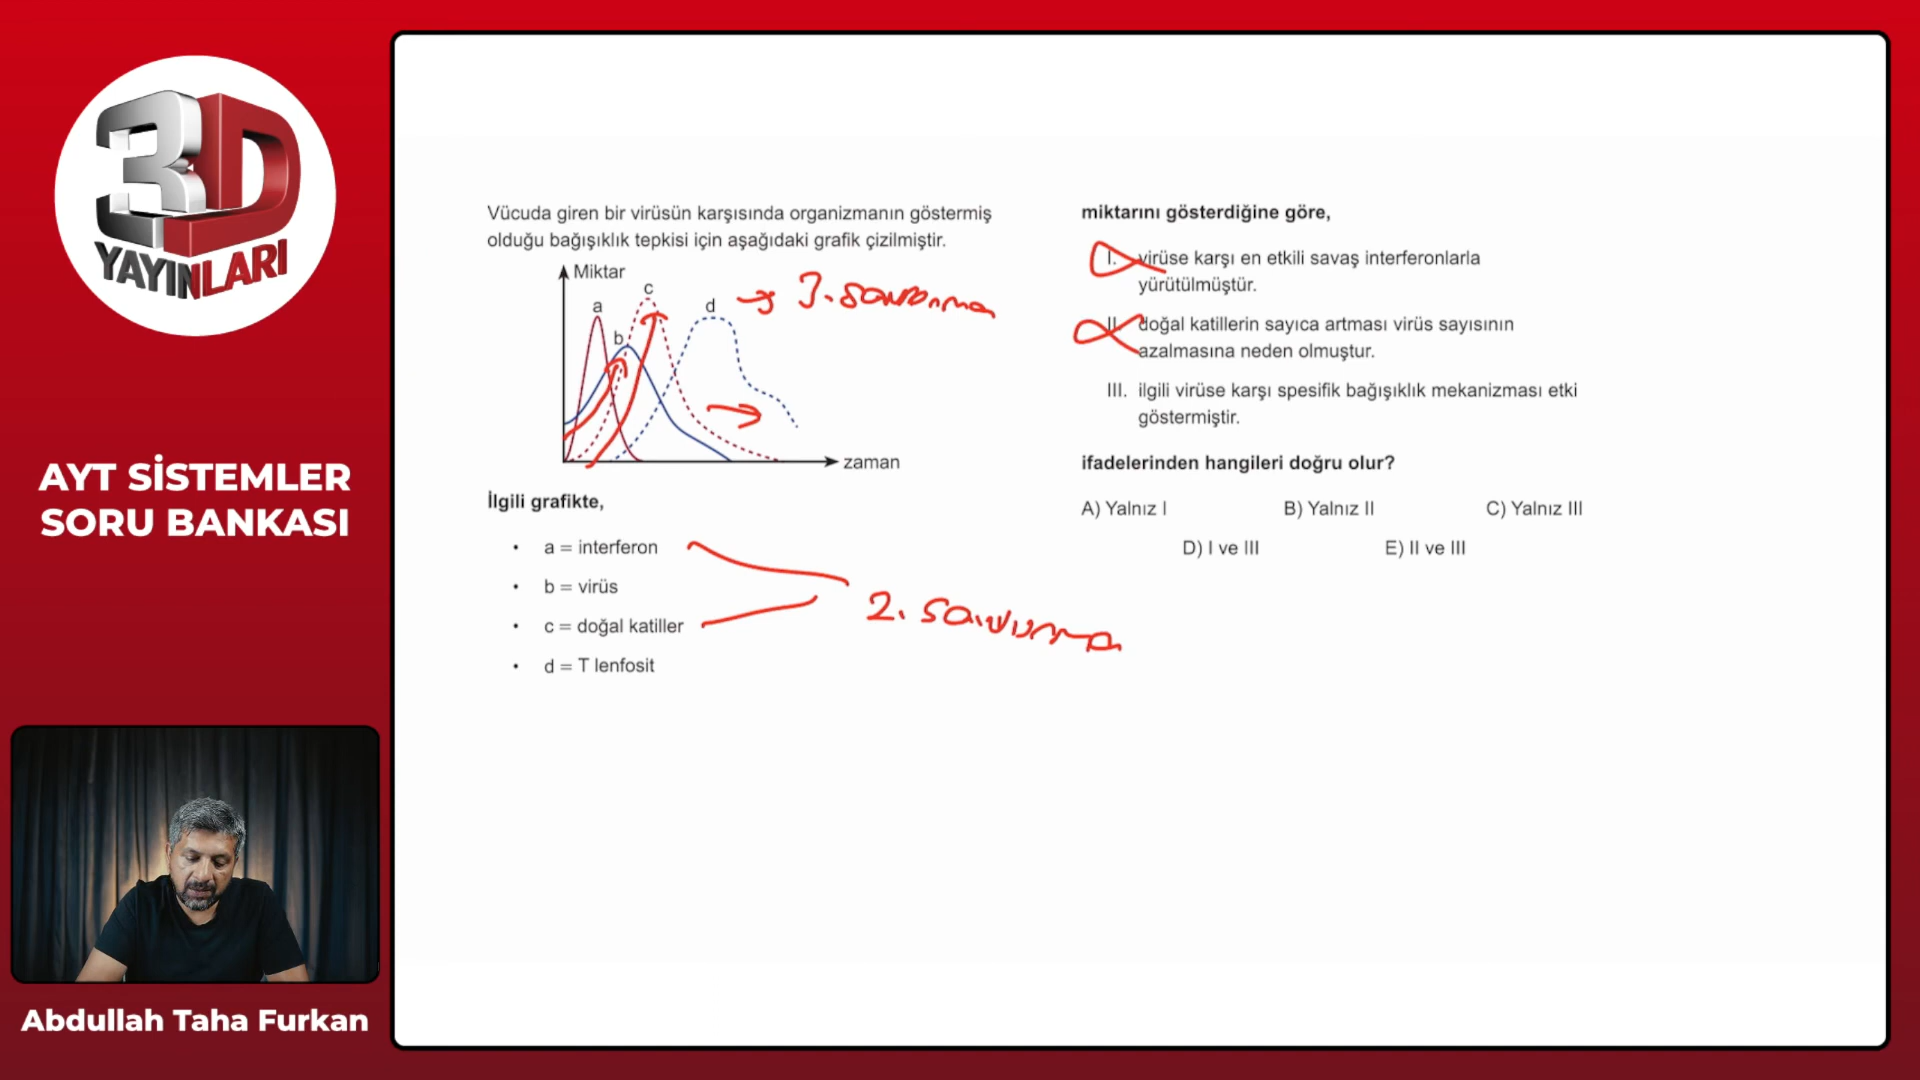 3D
YAYINLARI
AYT SİSTEMLER
SORU BANKASI
Abdullah Taha Furkan
Vücuda giren bir virüsün karşısında organizmanın göstermiş
olduğu bağışıklık tepkisi için aşağıdaki grafik çizilmiştir.
Miktar
a
b
c
d
3. savunma
zaman
İlgili grafikte,
• a = interferon
• b = virüs
• c = doğal katiller
• d = T lenfosit
2. savunma
miktarını gösterdiğine göre,
I. virüse karşı en etkili savaş interferonlarla
yürütülmüştür.
II. doğal katillerin sayıca artması virüs sayısının
azalmasına neden olmuştur.
III. ilgili virüse karşı spesifik bağışıklık mekanizması etki
göstermiştir.
ifadelerinden hangileri doğru olur?
A) Yalnız I B) Yalnız II C) Yalnız III
D) I ve III E) II ve III